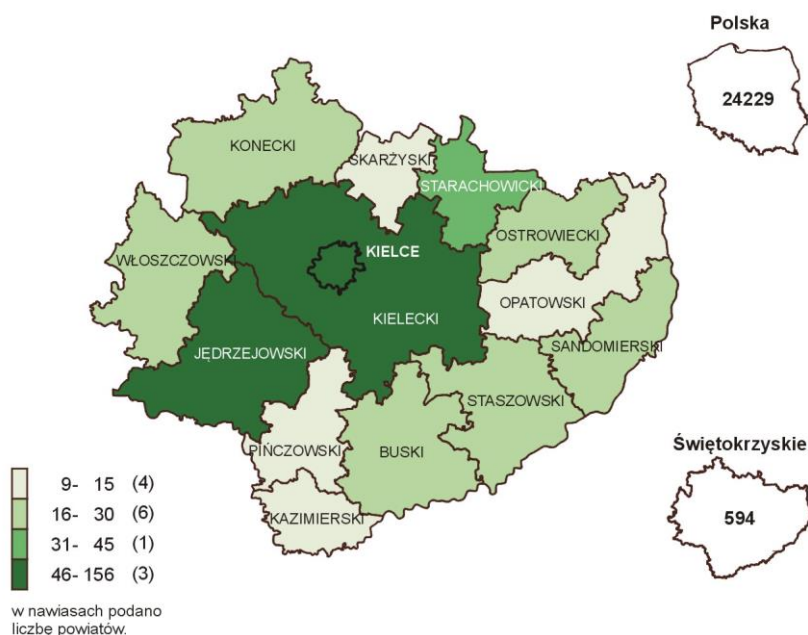 Polska
24229
KONECKI
SKARŻYSKI
STARACHOWICKI
WŁOSZCZOWSKI
KIELCE
OSTROWIECKI
KIELECKI
OPATOWSKI
JĘDRZEJOWSKI
SANDOMIERSKI
STASZOWSKI
PIŃCZOWSKI
BUSKI
KAZIMIERSKI
Świętokrzyskie
594
9- 15 (4)
16- 30 (6)
31- 45 (1)
46- 156 (3)
w nawiasach podano
liczbę powiatów.